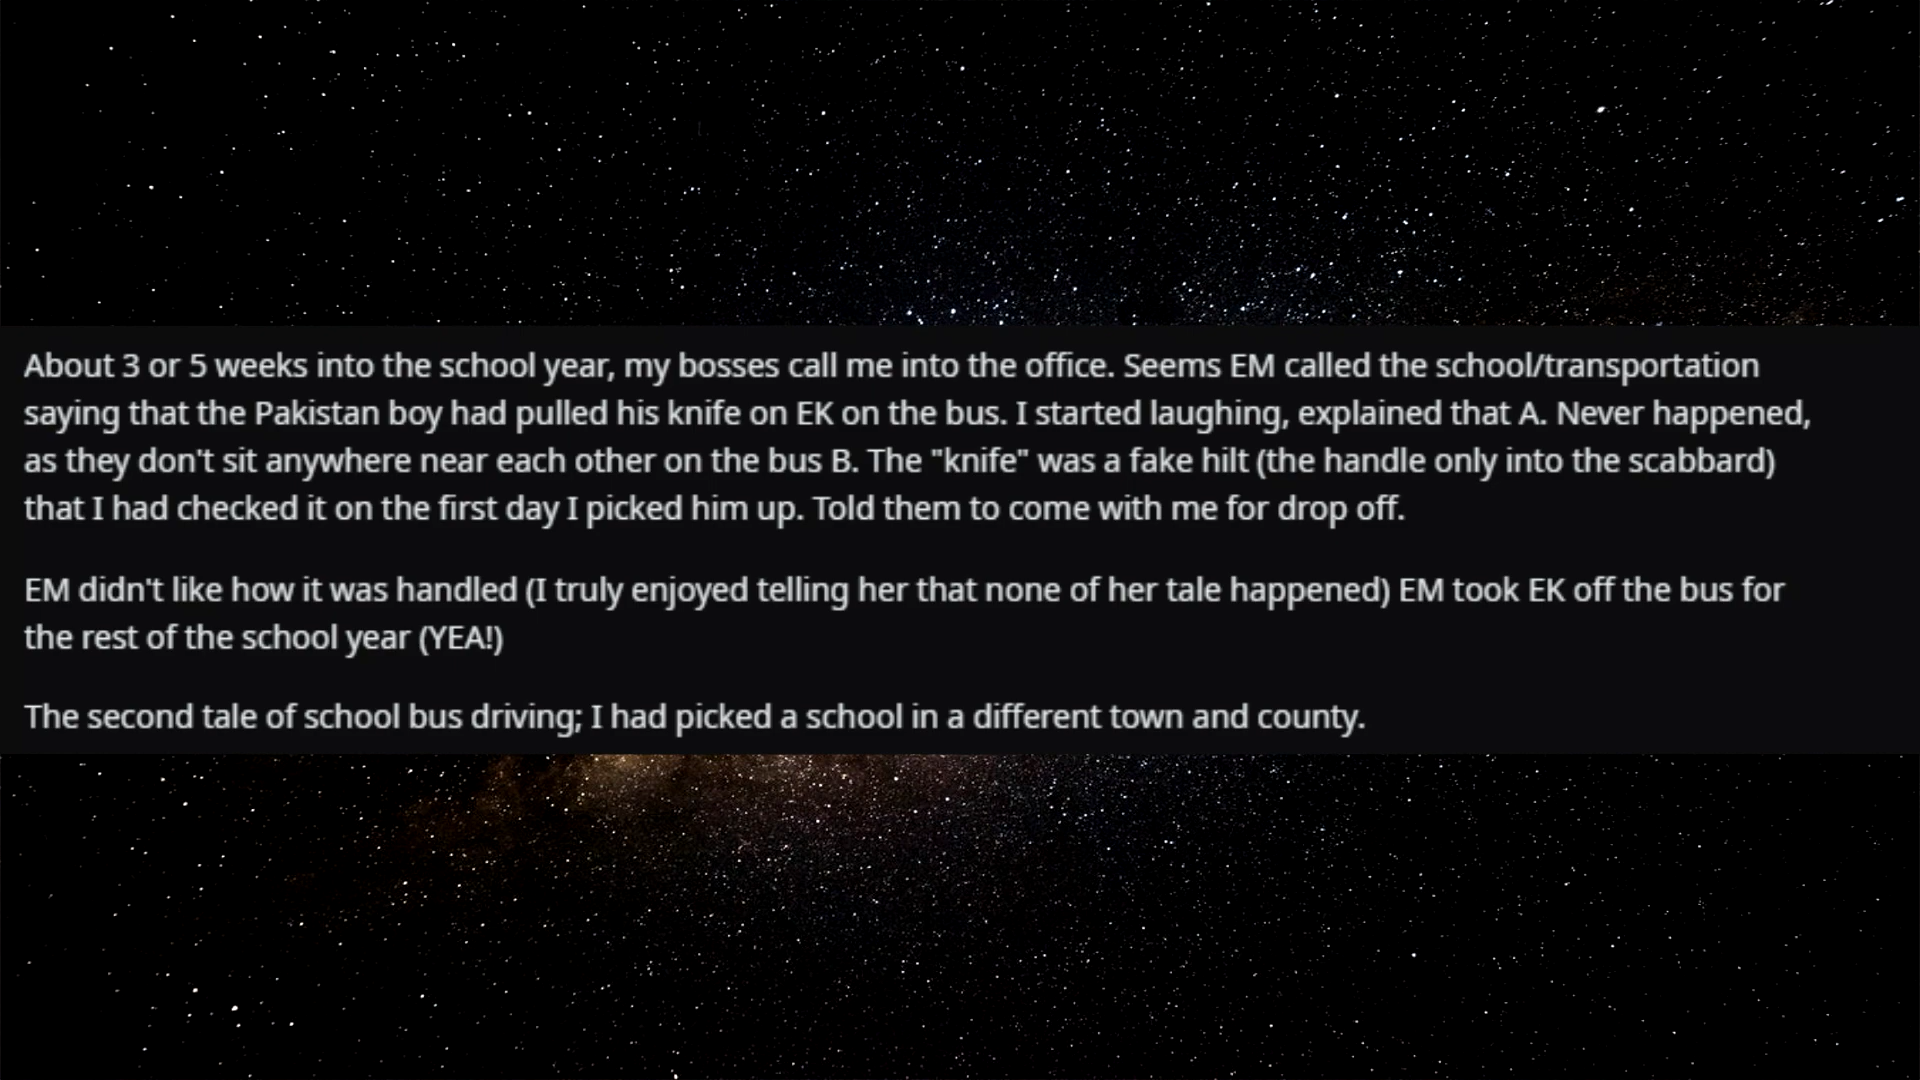 About 3 or 5 weeks into the school year, my bosses call me into the office. Seems EM called the school/transportation
saying that the Pakistan boy had pulled his knife on EK on the bus. I started laughing, explained that A. Never happened,
as they don't sit anywhere near each other on the bus B. The "knife" was a fake hilt (the handle only into the scabbard)
that I had checked it on the first day I picked him up. Told them to come with me for drop off.
EM didn't like how it was handled (I truly enjoyed telling her that none of her tale happened) EM took EK off the bus for
the rest of the school year (YEA!)
The second tale of school bus driving; I had picked a school in a different town and county.